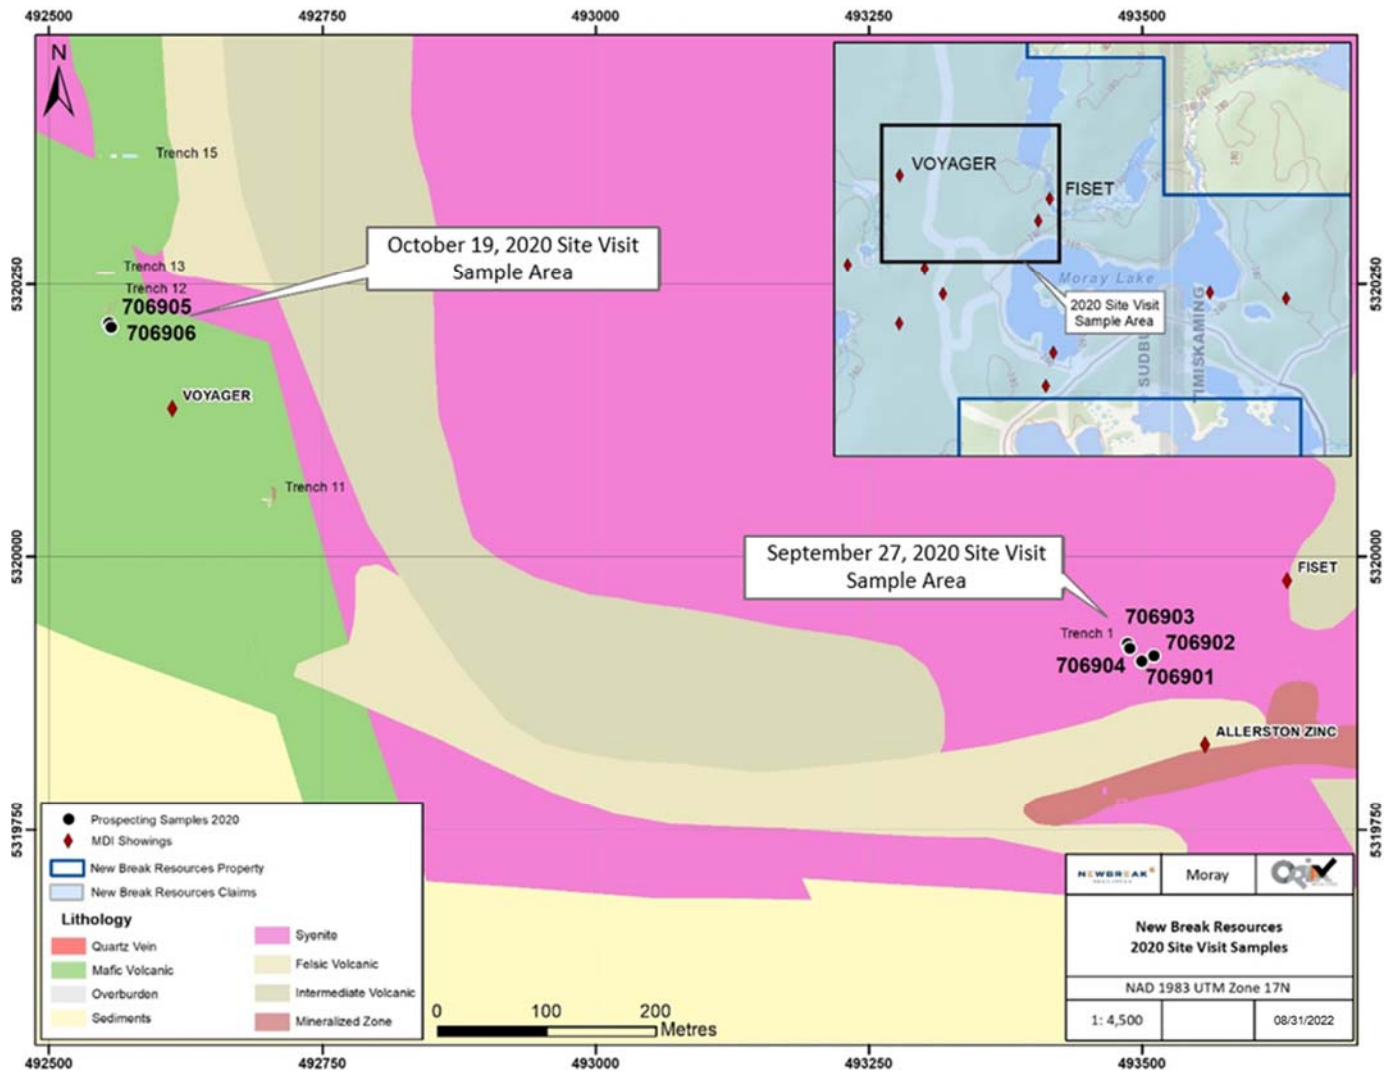 492500
492750
493000
493250
493500
N
Trench 15
VOYAGER
FISET
October 19, 2020 Site Visit
Sample Area
Trench 13
5320250
5320250
Moray Lake
Trench 12
706905
706906
2020 Site Visit
Sample Area
TIMISKAMING
VOYAGER
Trench 11
September 27, 2020 Site Visit
Sample Area
5320000
5320000
FISET
706903
Trench 1
706902
706904
706901
ALLERSTON ZINC
5319750
5319750
Prospecting Samples 2020
MDI Showings
New Break Resources Property
New Break Resources Claims
Lithology
Quartz Vein
Mafic Volcanic
Overburden
Sediments
Syenite
Felsic Volcanic
Intermediate Volcanic
Mineralized Zone
0 100 200
Metres
NEWBREAK
Moray
New Break Resources
2020 Site Visit Samples
NAD 1983 UTM Zone 17N
1: 4,500
08/31/2022
492500
492750
493000
493250
493500